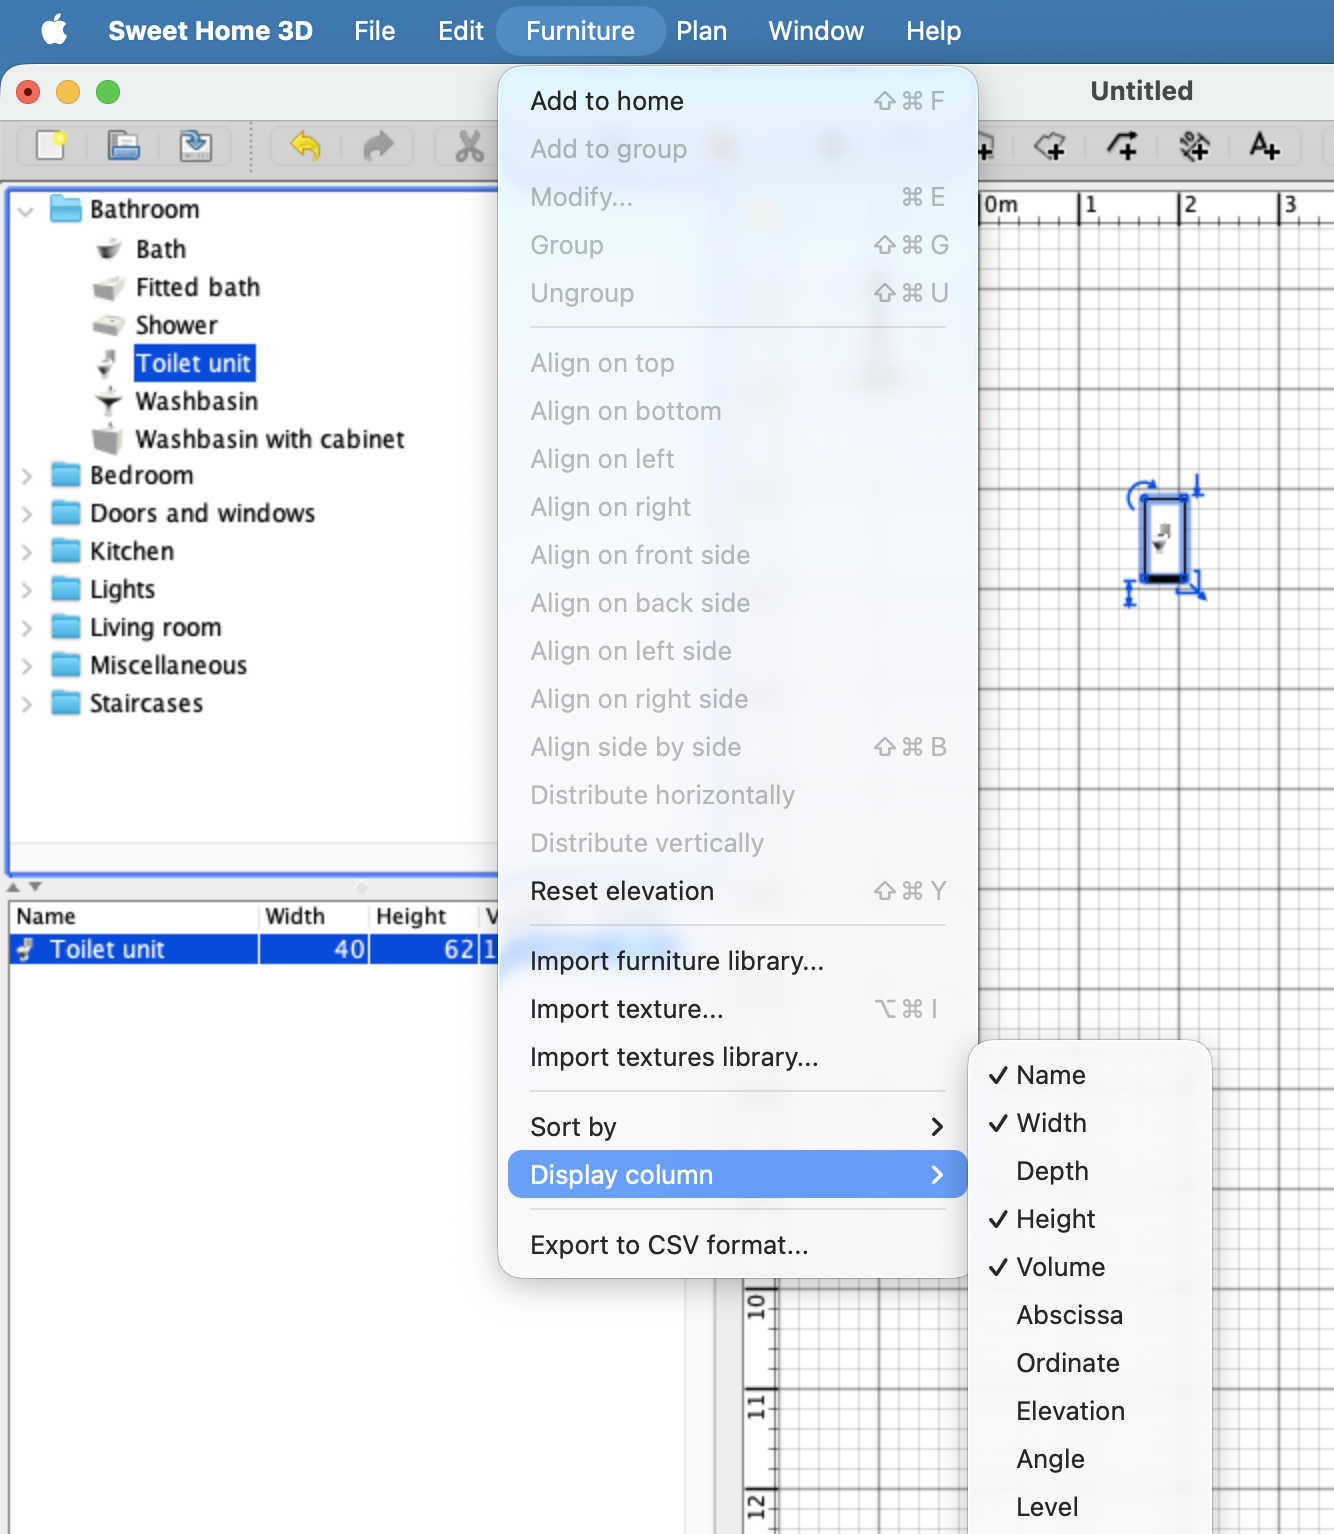 Sweet Home 3D File Edit Furniture Plan Window Help
Untitled
Add to home ⇧⌘F
Add to group
Modify... ⌘E
Group ⇧⌘G
Ungroup ⇧⌘U
Align on top
Align on bottom
Align on left
Align on right
Align on front side
Align on back side
Align on left side
Align on right side
Align side by side ⇧⌘B
Distribute horizontally
Distribute vertically
Reset elevation ⇧⌘Y
Import furniture library...
Import texture... ⌥⌘I
Import textures library...
Sort by
Display column
Export to CSV format...
✓ Name
✓ Width
Depth
✓ Height
✓ Volume
Abscissa
Ordinate
Elevation
Angle
Level
Bathroom
Bath
Fitted bath
Shower
Toilet unit
Washbasin
Washbasin with cabinet
Bedroom
Doors and windows
Kitchen
Lights
Living room
Miscellaneous
Staircases
Name Width Height V
Toilet unit 40 62 1
0m 1 2 3
10
11
12